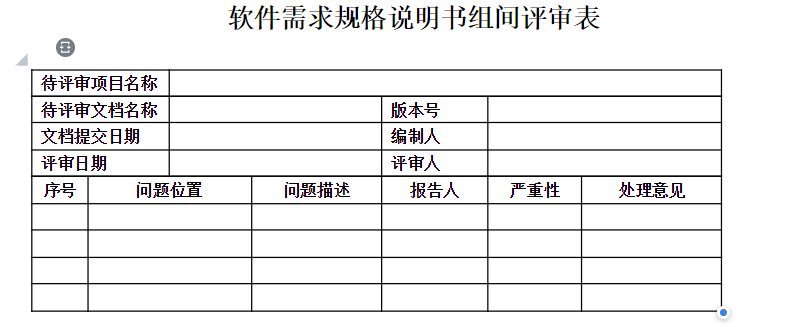 软件需求规格说明书组间评审表
待评审项目名称
待评审文档名称 版本号
文档提交日期 编制人
评审日期 评审人
序号 问题位置 问题描述 报告人 严重性 处理意见